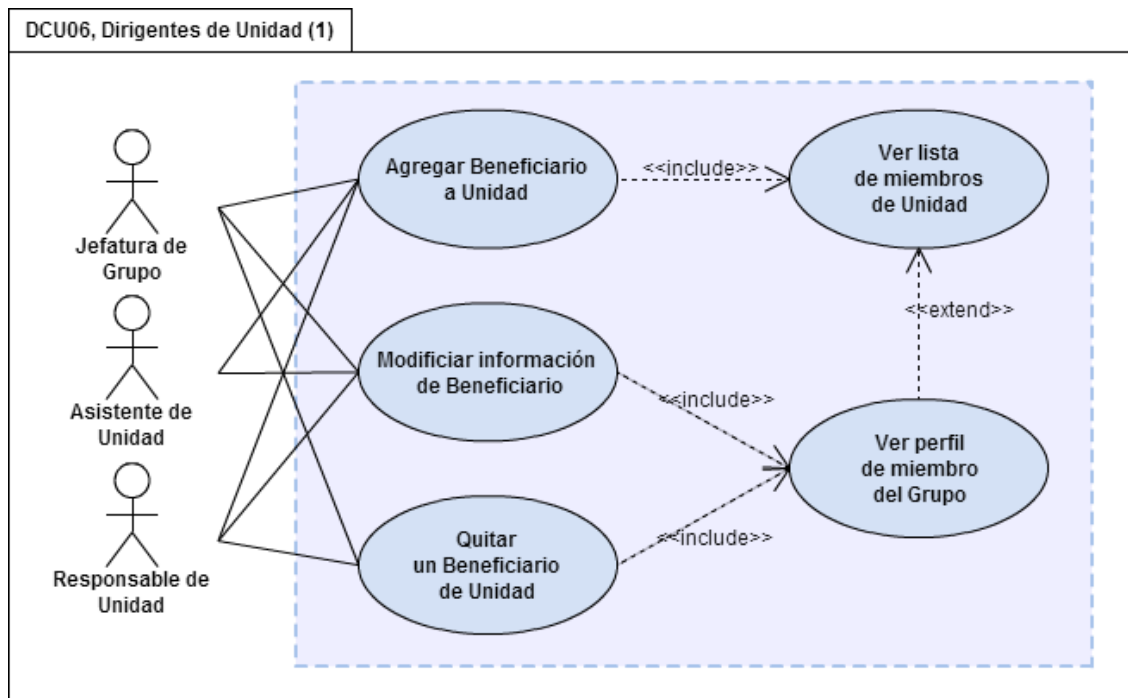 DCU06, Dirigentes de Unidad (1)
Jefatura de
Grupo
Asistente de
Unidad
Responsable de
Unidad
Agregar Beneficiario
a Unidad
<<include>>
Ver lista
de miembros
de Unidad
<<extend>>
Modificiar información
de Beneficiario
<<include>>
Ver perfil
de miembro
del Grupo
<<include>>
Quitar
un Beneficiario
de Unidad